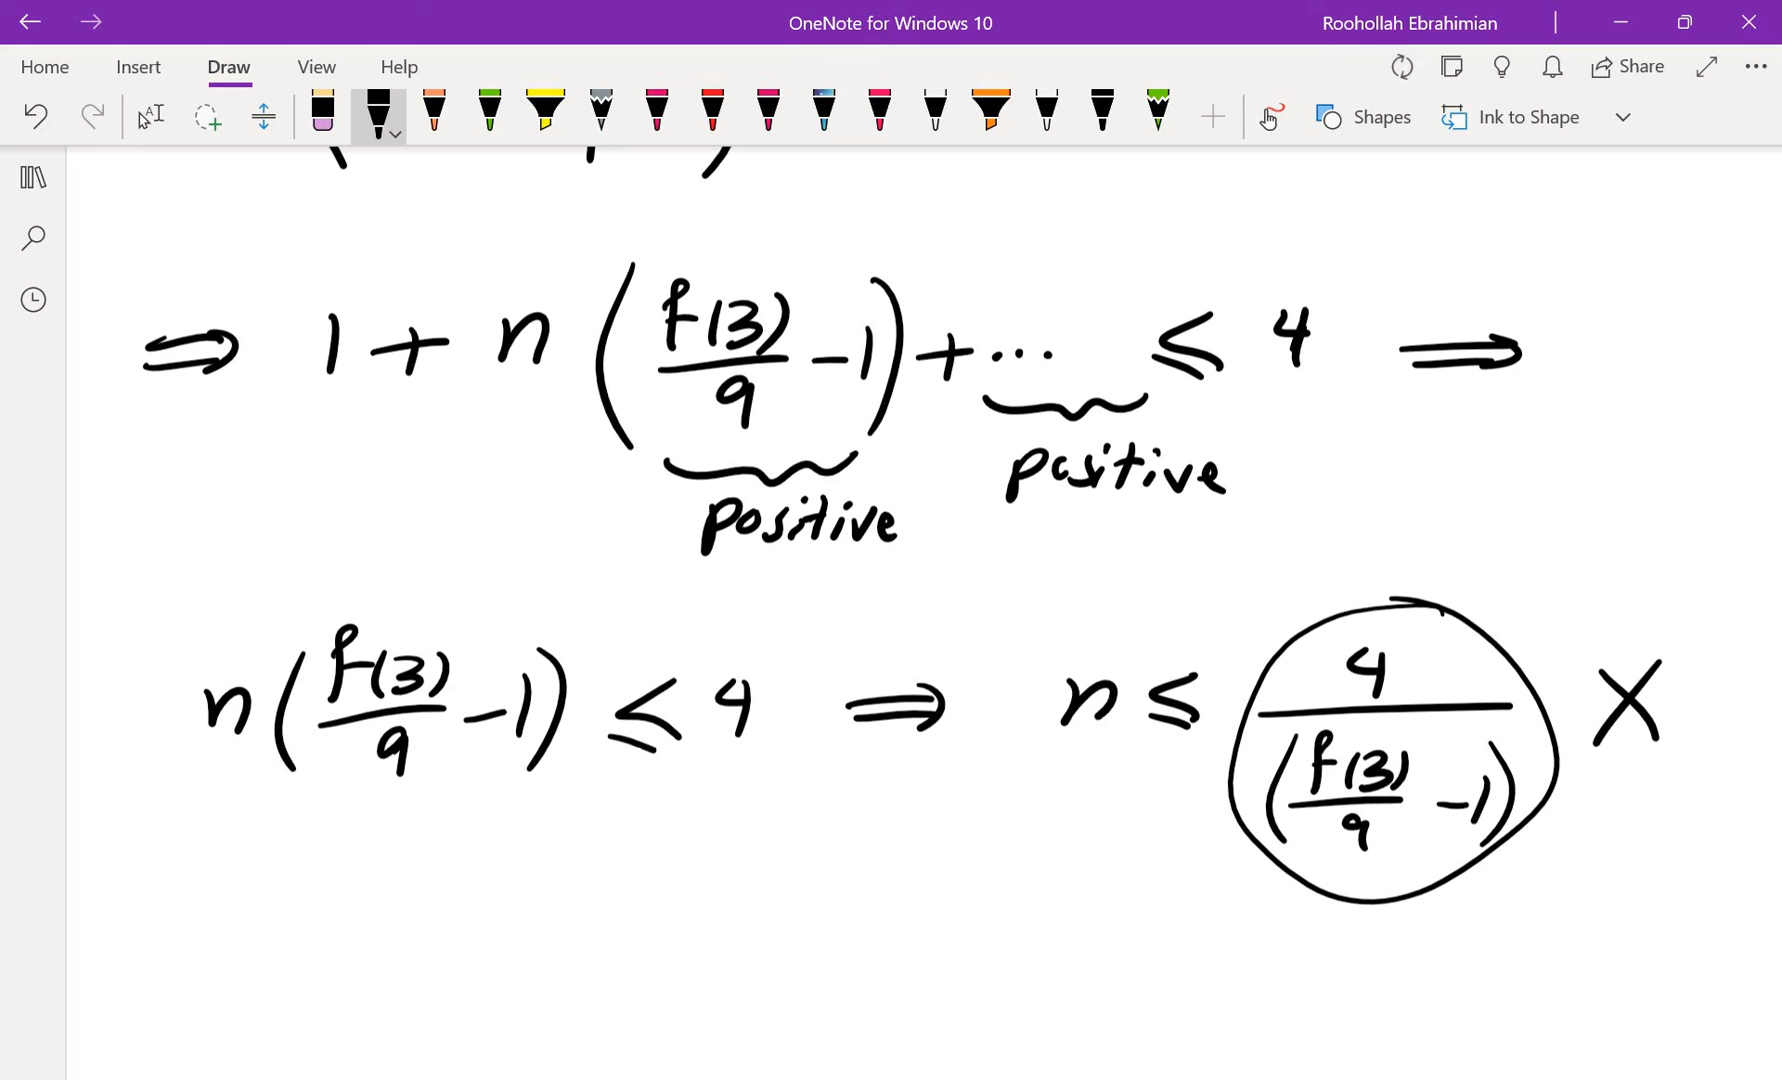 OneNote for Windows 10
Roohollah Ebrahimian
Home Insert Draw View Help
Share
Shapes
Ink to Shape
⇒ 1 + n (f(3)/9 - 1) + ... ≤ 4 ⇒
positive
positive
n (f(3)/9 - 1) ≤ 4 ⇒ n ≤ 4/(f(3)/9 - 1) X